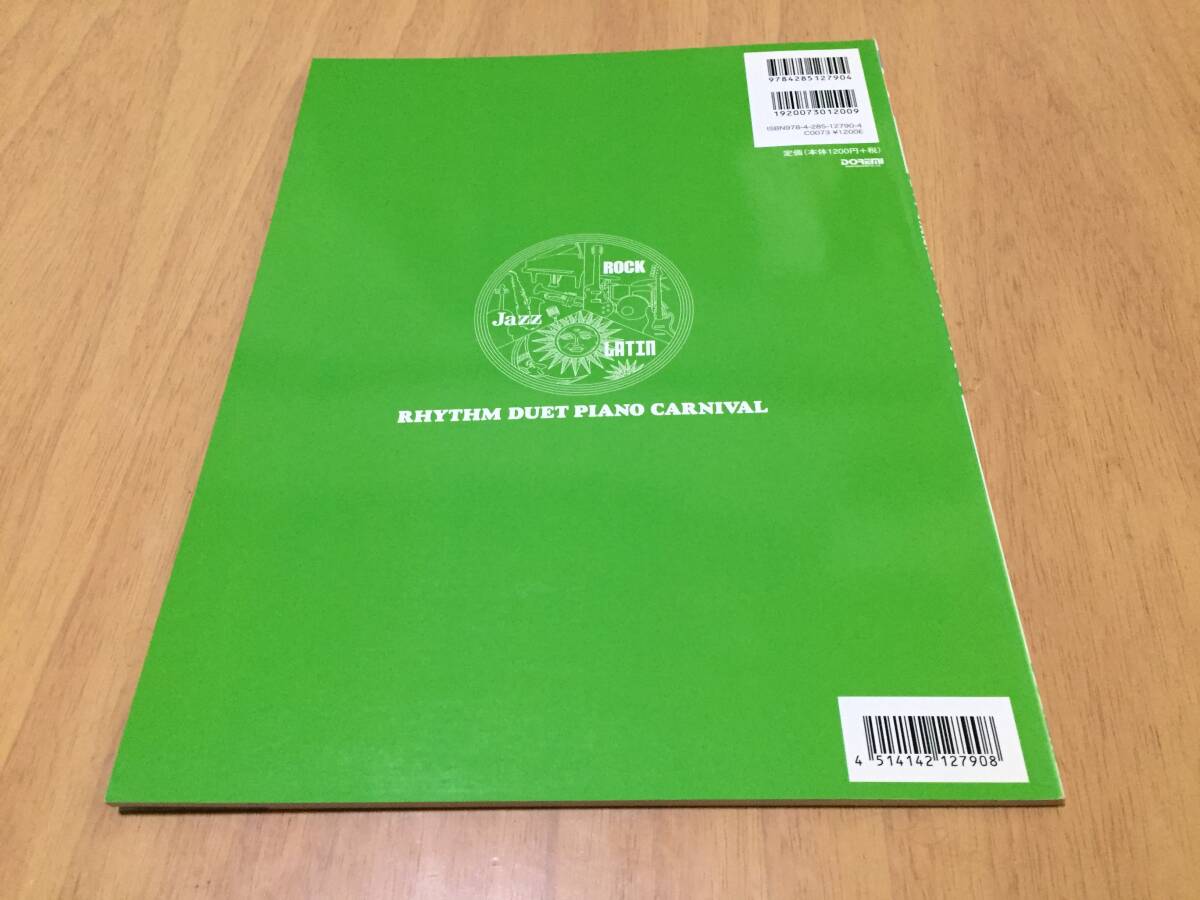 9784285127904
1920073012009
ISBN978-4-285-12790-4
C0073 ¥1200E
定価(本体1200円+税)
DOREMI
ROCK
Jazz
LATIN
RHYTHM DUET PIANO CARNIVAL
4 514142 127908